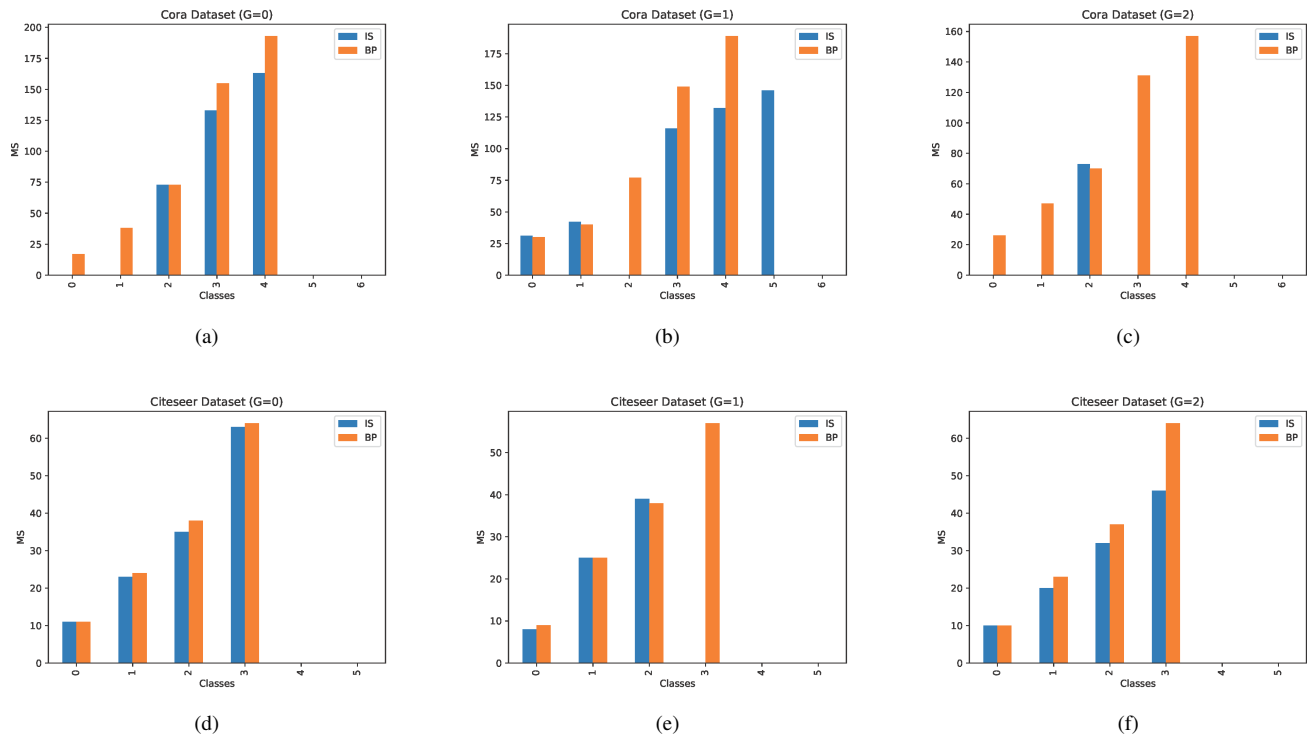 Cora Dataset (G=0)
200
175
150
125
100
75
50
25
0
MS
IS
BP
0 1 2 3 4 5 6
Classes
(a)
Cora Dataset (G=1)
175
150
125
100
75
50
25
0
MS
IS
BP
0 1 2 3 4 5 6
Classes
(b)
Cora Dataset (G=2)
160
140
120
100
80
60
40
20
0
MS
IS
BP
0 1 2 3 4 5 6
Classes
(c)
Citeseer Dataset (G=0)
60
50
40
30
20
10
0
MS
IS
BP
0 1 2 3 4 5
Classes
(d)
Citeseer Dataset (G=1)
50
40
30
20
10
0
MS
IS
BP
0 1 2 3 4 5
Classes
(e)
Citeseer Dataset (G=2)
60
50
40
30
20
10
0
MS
IS
BP
0 1 2 3 4 5
Classes
(f)